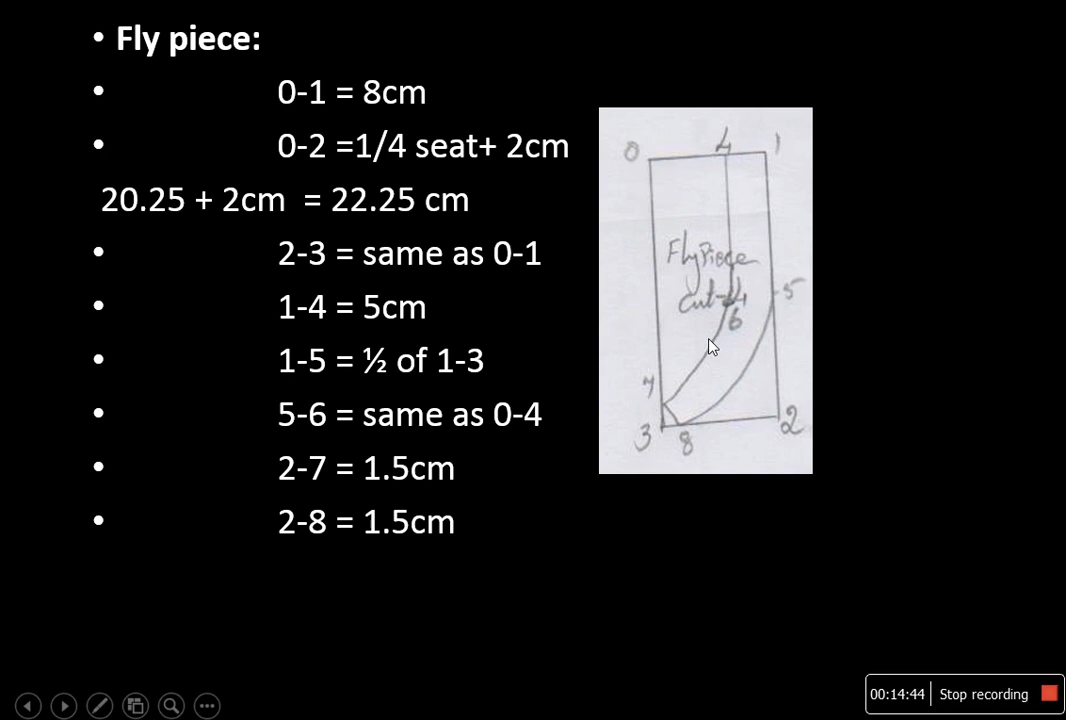 • Fly piece:
• 0-1 = 8cm
• 0-2 =1/4 seat+ 2cm
20.25 + 2cm = 22.25 cm
• 2-3 = same as 0-1
• 1-4 = 5cm
• 1-5 = ½ of 1-3
• 5-6 = same as 0-4
• 2-7 = 1.5cm
• 2-8 = 1.5cm
0 4 1
Fly Piece
Cut-4
5
6
7
3 8 2
00:14:44 Stop recording